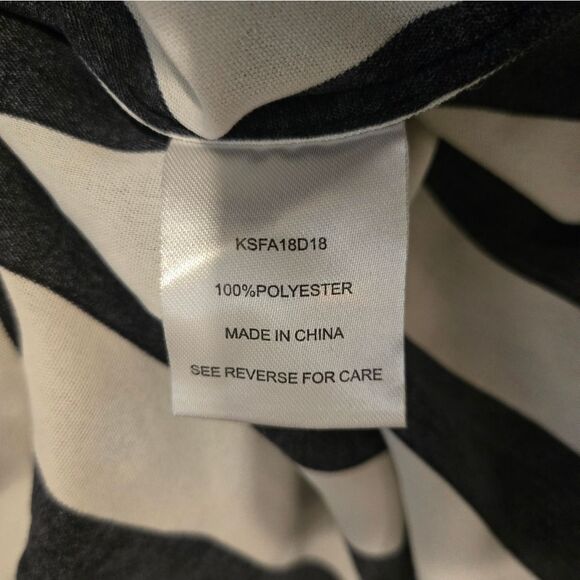 KSFA18D18
100%POLYESTER
MADE IN CHINA
SEE REVERSE FOR CARE